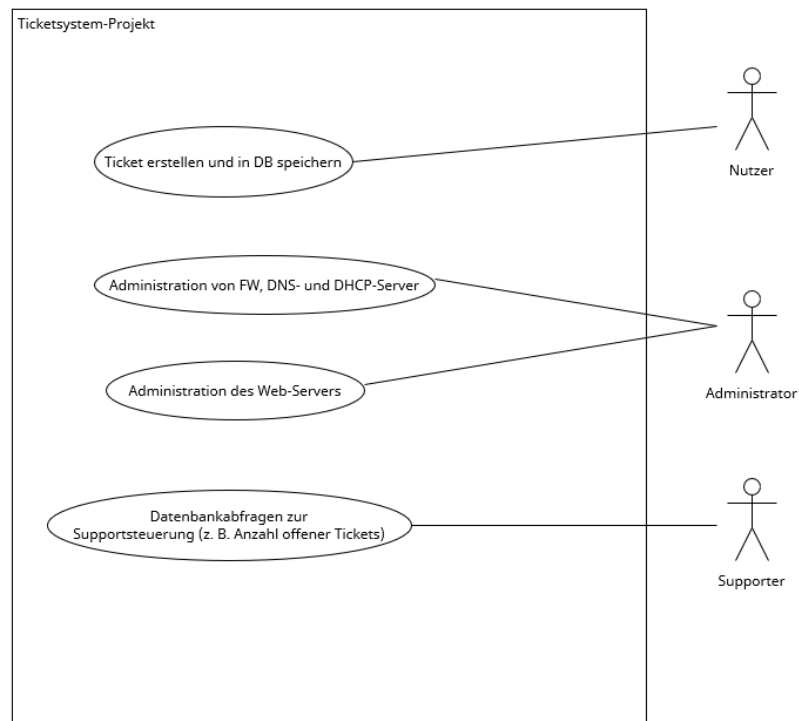 Ticketsystem-Projekt
Ticket erstellen und in DB speichern
Nutzer
Administration von FW, DNS- und DHCP-Server
Administration des Web-Servers
Administrator
Datenbankabfragen zur
Supportsteuerung (z. B. Anzahl offener Tickets)
Supporter